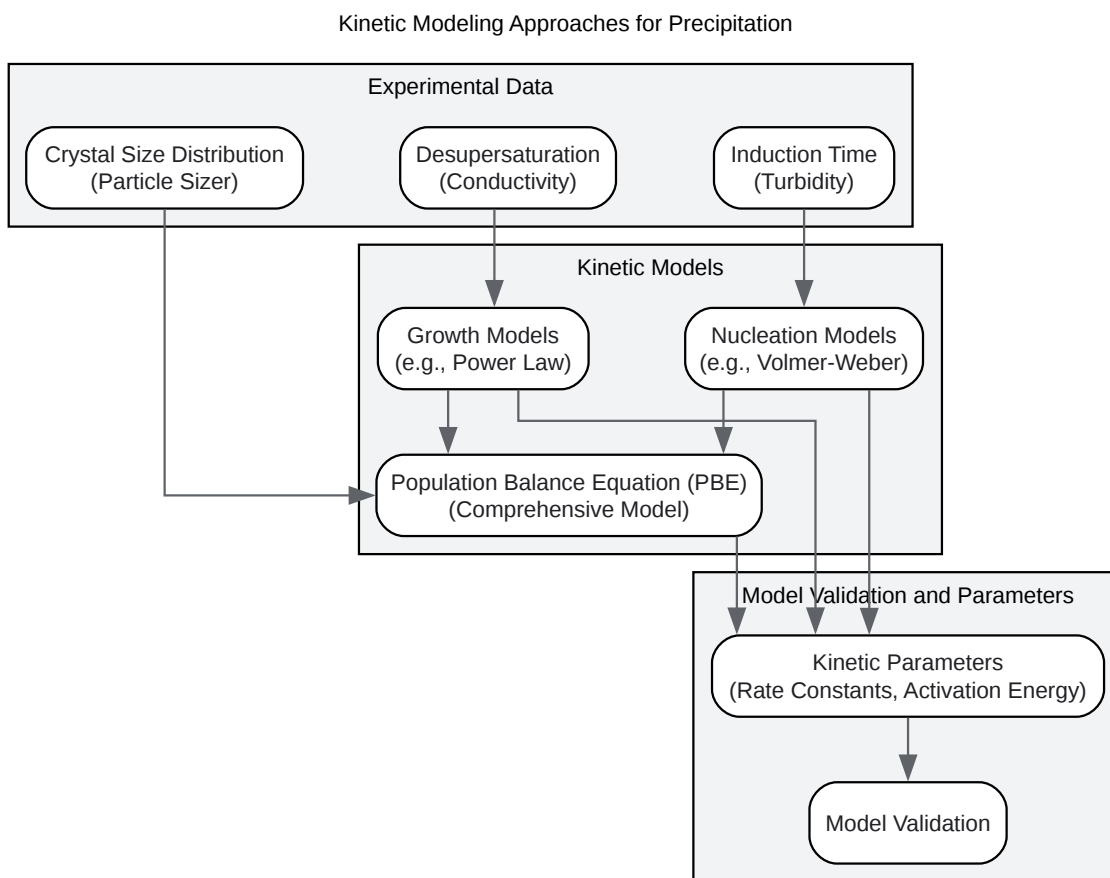 Kinetic Modeling Approaches for Precipitation
Experimental Data
Crystal Size Distribution
(Particle Sizer)
Desupersaturation
(Conductivity)
Induction Time
(Turbidity)
Kinetic Models
Growth Models
(e.g., Power Law)
Nucleation Models
(e.g., Volmer-Weber)
Population Balance Equation (PBE)
(Comprehensive Model)
Model Validation and Parameters
Kinetic Parameters
(Rate Constants, Activation Energy)
Model Validation